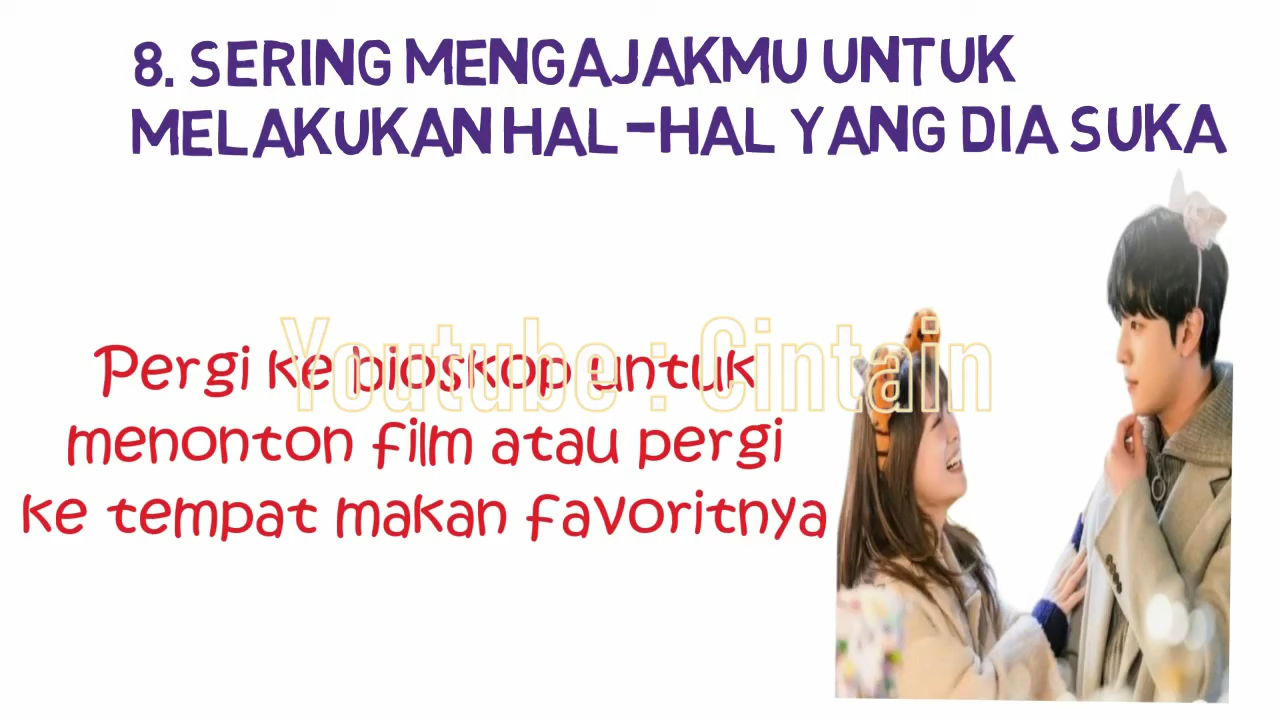 8. SERING MENGAJAKMU UNTUK
MELAKUKAN HAL-HAL YANG DIA SUKA
Youtube : Cintain
Pergi ke bioskop untuk
menonton film atau pergi
ke tempat makan favoritnya